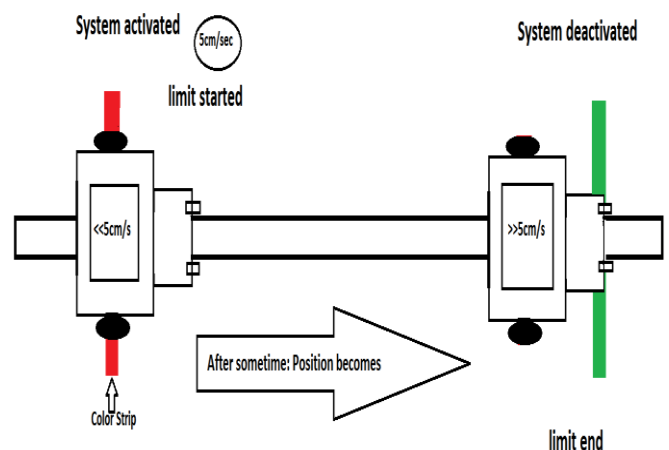 System activated
5cm/sec
System deactivated
limit started
<<5cm/s
>>5cm/s
After sometime: Position becomes
Color Strip
limit end